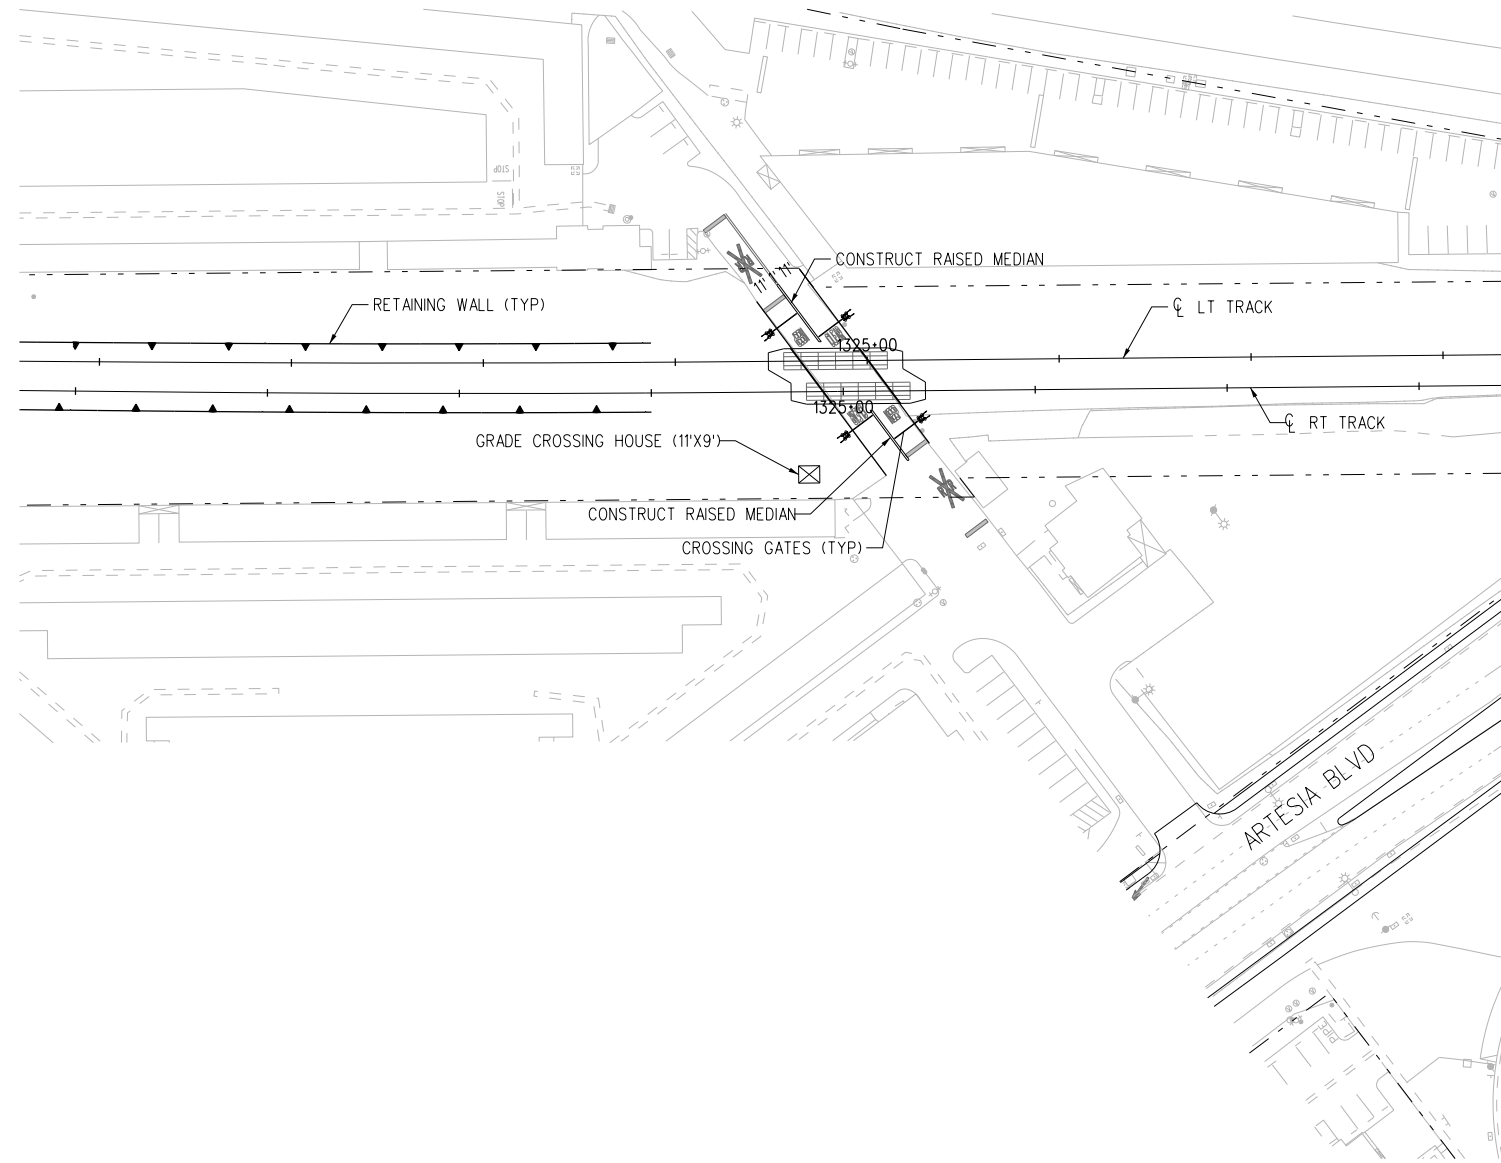 STOP
STOP
11' 11'
CONSTRUCT RAISED MEDIAN
RETAINING WALL (TYP)
℄ LT TRACK
1325+00
1325+00
℄ RT TRACK
GRADE CROSSING HOUSE (11'X9')
CONSTRUCT RAISED MEDIAN
CROSSING GATES (TYP)
ARTESIA BLVD